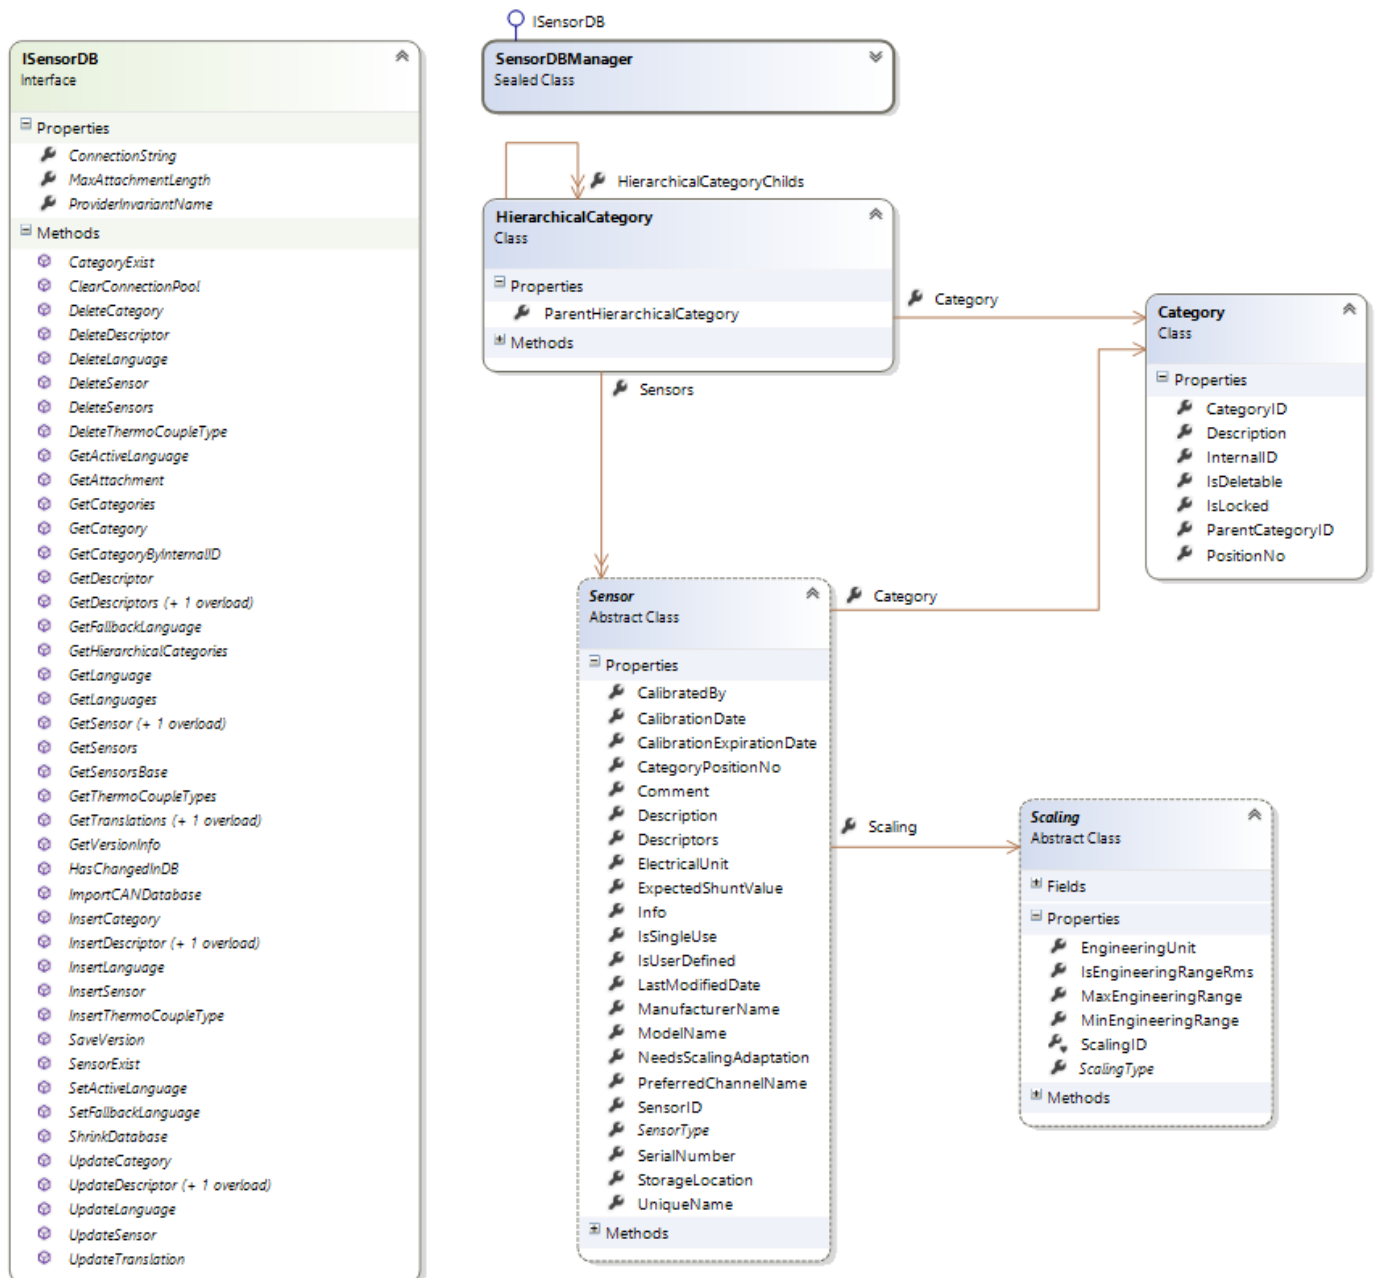 ISensorDB
Interface
Properties
ConnectionString
MaxAttachmentLength
ProviderInvariantName
Methods
CategoryExist
ClearConnectionPool
DeleteCategory
DeleteDescriptor
DeleteLanguage
DeleteSensor
DeleteSensors
DeleteThermoCoupleType
GetActiveLanguage
GetAttachment
GetCategories
GetCategory
GetCategoryByInternalID
GetDescriptor
GetDescriptors (+ 1 overload)
GetFallbackLanguage
GetHierarchicalCategories
GetLanguage
GetLanguages
GetSensor (+ 1 overload)
GetSensors
GetSensorsBase
GetThermoCoupleTypes
GetTranslations (+ 1 overload)
GetVersionInfo
HasChangedInDB
ImportCANDatabase
InsertCategory
InsertDescriptor (+ 1 overload)
InsertLanguage
InsertSensor
InsertThermoCoupleType
SaveVersion
SensorExist
SetActiveLanguage
SetFallbackLanguage
ShrinkDatabase
UpdateCategory
UpdateDescriptor (+ 1 overload)
UpdateLanguage
UpdateSensor
UpdateTranslation
ISensorDB
SensorDBManager
Sealed Class
HierarchicalCategoryChilds
HierarchicalCategory
Class
Properties
ParentHierarchicalCategory
Methods
Category
Sensors
Category
Class
Properties
CategoryID
Description
InternalID
IsDeletable
IsLocked
ParentCategoryID
PositionNo
Sensor
Abstract Class
Properties
CalibratedBy
CalibrationDate
CalibrationExpirationDate
CategoryPositionNo
Comment
Description
Descriptors
ElectricalUnit
ExpectedShuntValue
Info
IsSingleUse
IsUserDefined
LastModifiedDate
ManufacturerName
ModelName
NeedsScalingAdaptation
PreferredChannelName
SensorID
SensorType
SerialNumber
StorageLocation
UniqueName
Methods
Category
Scaling
Scaling
Abstract Class
Fields
Properties
EngineeringUnit
IsEngineeringRangeRms
MaxEngineeringRange
MinEngineeringRange
ScalingID
ScalingType
Methods